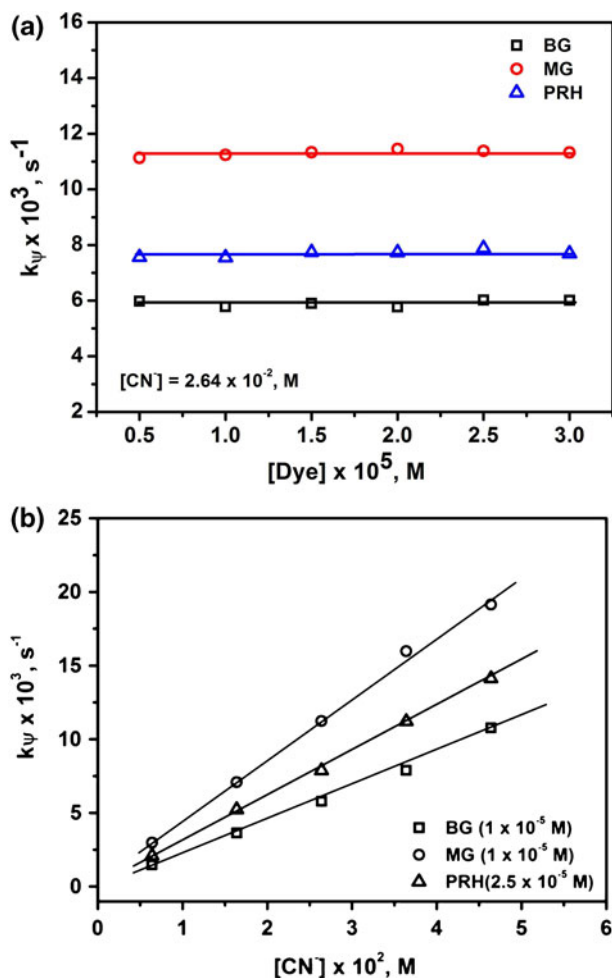 (a)
16
14
12
10
8
6
4
2
kψ x 10³, s⁻¹
BG
MG
PRH
[CN⁻] = 2.64 x 10⁻², M
0.5 1.0 1.5 2.0 2.5 3.0
[Dye] x 10⁵, M
(b)
25
20
15
10
5
0
kψ x 10³, s⁻¹
BG (1 x 10⁻⁵ M)
MG (1 x 10⁻⁵ M)
PRH(2.5 x 10⁻⁵ M)
0 1 2 3 4 5 6
[CN⁻] x 10², M